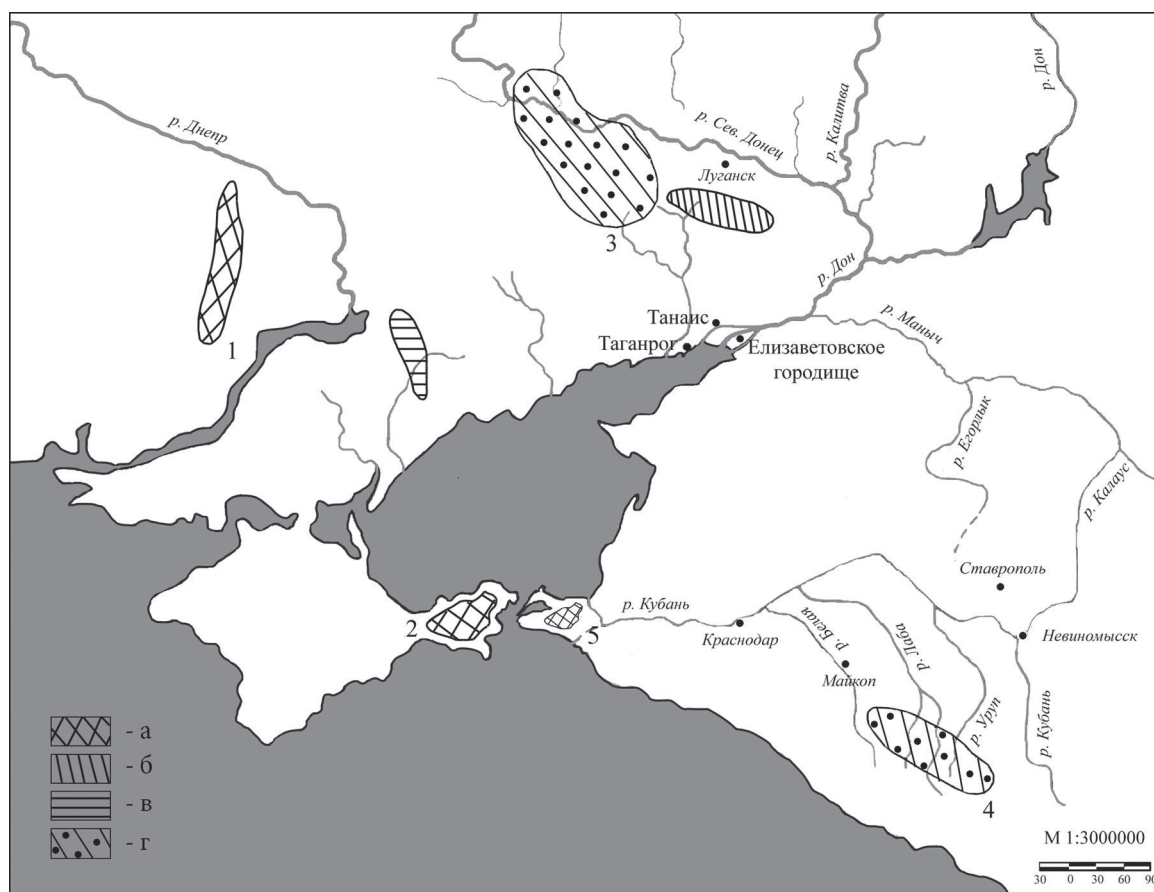 р. Дон
р. Днепр
р. Калитва
р. Сев. Донец
Луганск
3
р. Дон
1
Танаис
Таганрог
Елизаветовское
городище
р. Маныч
р. Егорлык
р. Калаус
Ставрополь
2
5
р. Кубань
Краснодар
р. Белая
р. Лаба
Майкоп
р. Уруп
Невиномысск
р. Кубань
4
- а
- б
- в
- г
М 1:3000000
30 0 30 60 90